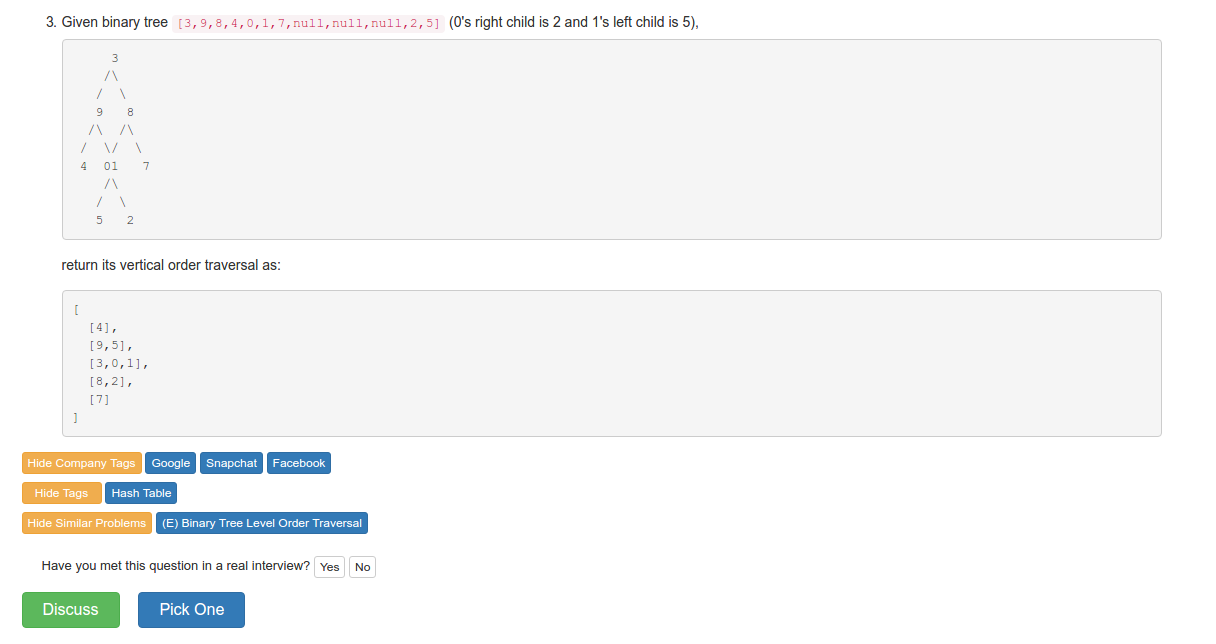 3. Given binary tree [3,9,8,4,0,1,7,null,null,null,2,5] (0's right child is 2 and 1's left child is 5),
     3
    /\
   /  \
   9   8
  /\  /\
 /  \/  \
 4  01   7
    /\
   /  \
   5   2
return its vertical order traversal as:
[
  [4],
  [9,5],
  [3,0,1],
  [8,2],
  [7]
]
Hide Company Tags Google Snapchat Facebook
Hide Tags Hash Table
Hide Similar Problems (E) Binary Tree Level Order Traversal
Have you met this question in a real interview? Yes No
Discuss Pick One